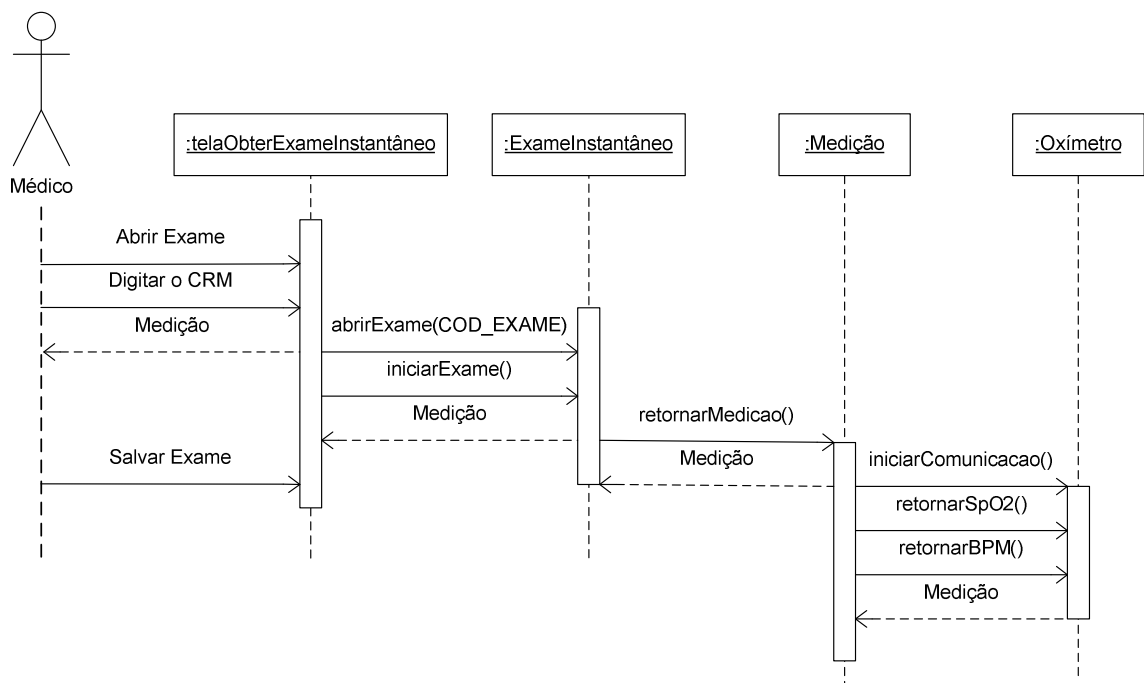 Médico
:telaObterExameInstantâneo
:ExameInstantâneo
:Medição
:Oxímetro
Abrir Exame
Digitar o CRM
Medição
abrirExame(COD_EXAME)
iniciarExame()
Medição
retornarMedicao()
Salvar Exame
Medição
iniciarComunicacao()
retornarSpO2()
retornarBPM()
Medição